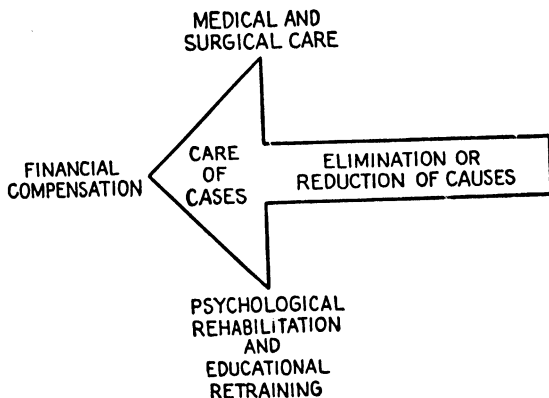 MEDICAL AND
SURGICAL CARE
FINANCIAL
COMPENSATION
CARE
OF
CASES
ELIMINATION OR
REDUCTION OF CAUSES
PSYCHOLOGICAL
REHABILITATION
AND
EDUCATIONAL
RETRAINING